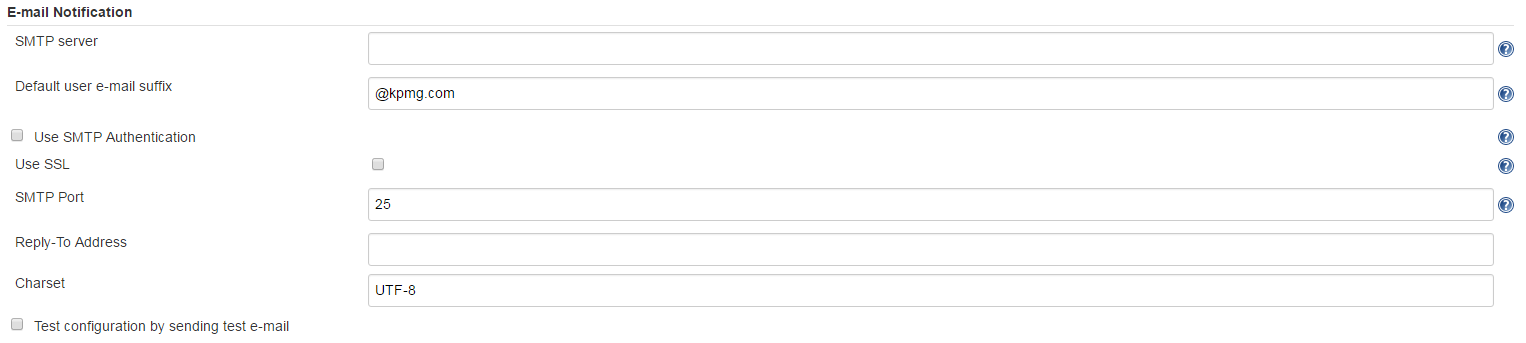 E-mail Notification
SMTP server
Default user e-mail suffix
@kpmg.com
Use SMTP Authentication
Use SSL
SMTP Port
25
Reply-To Address
Charset
UTF-8
Test configuration by sending test e-mail